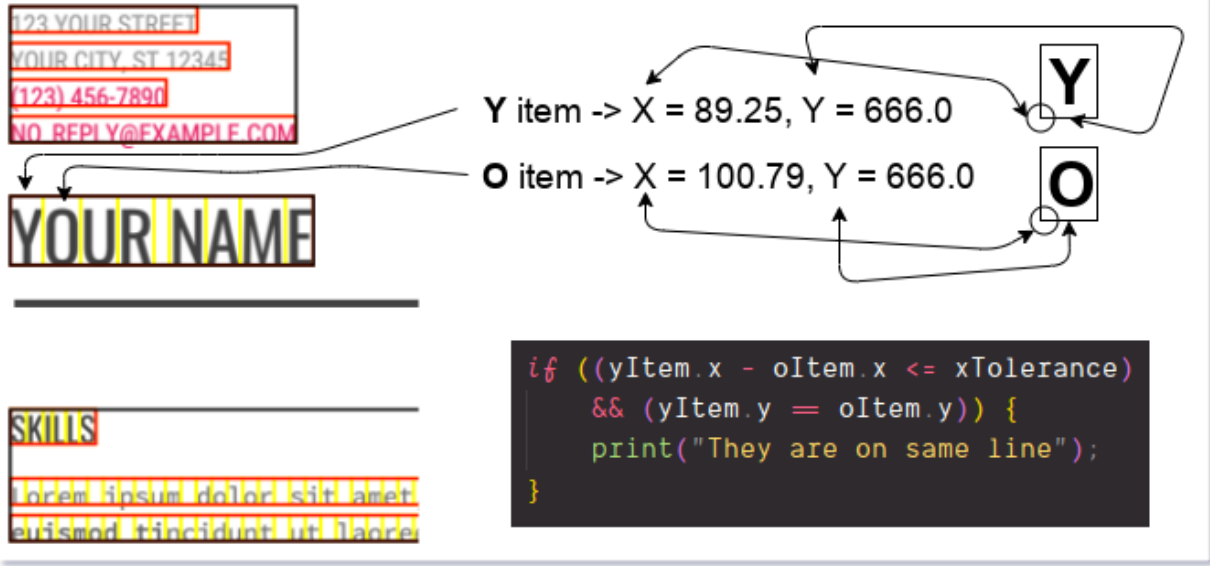 123 YOUR STREET
YOUR CITY, ST 12345
(123) 456-7890
NO_REPLY@EXAMPLE.COM
YOUR NAME
SKILLS
Lorem ipsum dolor sit amet
euismod tincidunt ut laoree
Y item -> X = 89.25, Y = 666.0
O item -> X = 100.79, Y = 666.0
Y
O
if ((yItem.x - oItem.x <= xTolerance)
&& (yItem.y == oItem.y)) {
print("They are on same line");
}